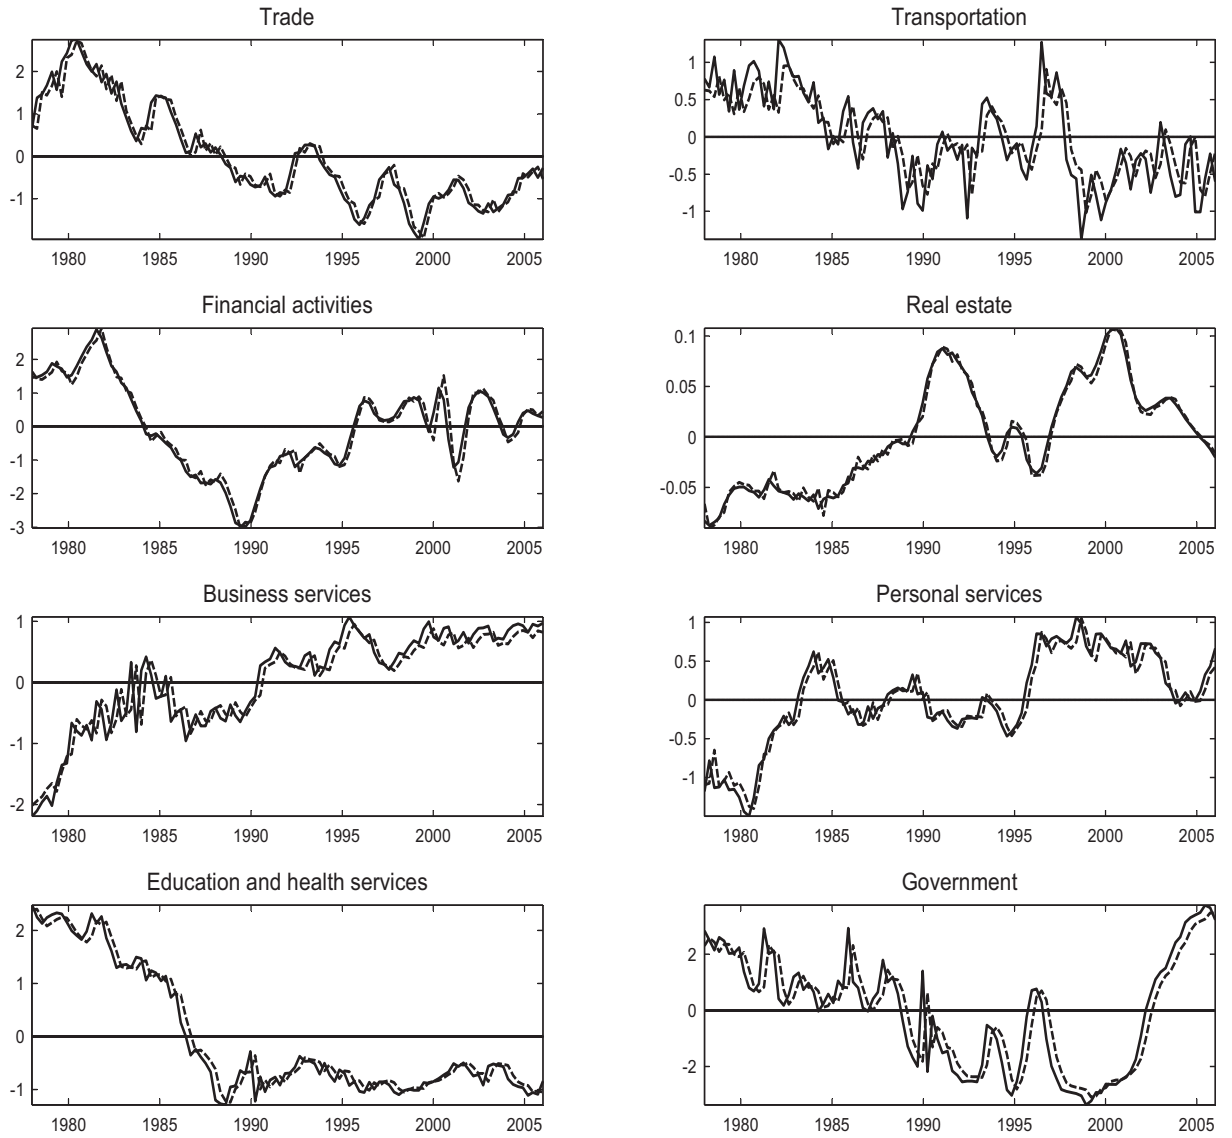 Trade
2
1
0
-1
1980 1985 1990 1995 2000 2005
Transportation
1
0.5
0
-0.5
-1
1980 1985 1990 1995 2000 2005
Financial activities
2
1
0
-1
-2
-3
1980 1985 1990 1995 2000 2005
Real estate
0.1
0.05
0
-0.05
1980 1985 1990 1995 2000 2005
Business services
1
0
-1
-2
1980 1985 1990 1995 2000 2005
Personal services
1
0.5
0
-0.5
-1
1980 1985 1990 1995 2000 2005
Education and health services
2
1
0
-1
1980 1985 1990 1995 2000 2005
Government
2
0
-2
1980 1985 1990 1995 2000 2005